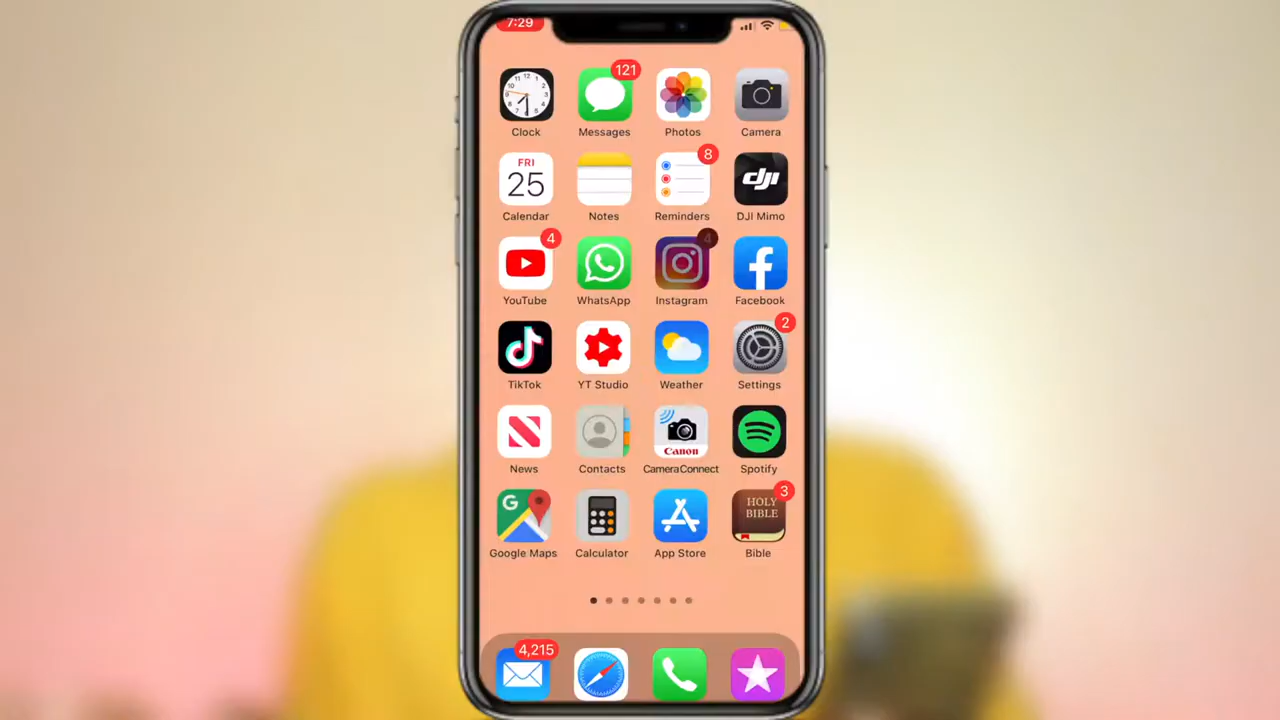 7:29
121
Clock Messages Photos Camera
FRI
25
8
dji
Calendar Notes Reminders DJI Mimo
4
4
YouTube WhatsApp Instagram Facebook
2
TikTok YT Studio Weather Settings
Canon
News Contacts CameraConnect Spotify
G
HOLY
BIBLE
3
Google Maps Calculator App Store Bible
4,215